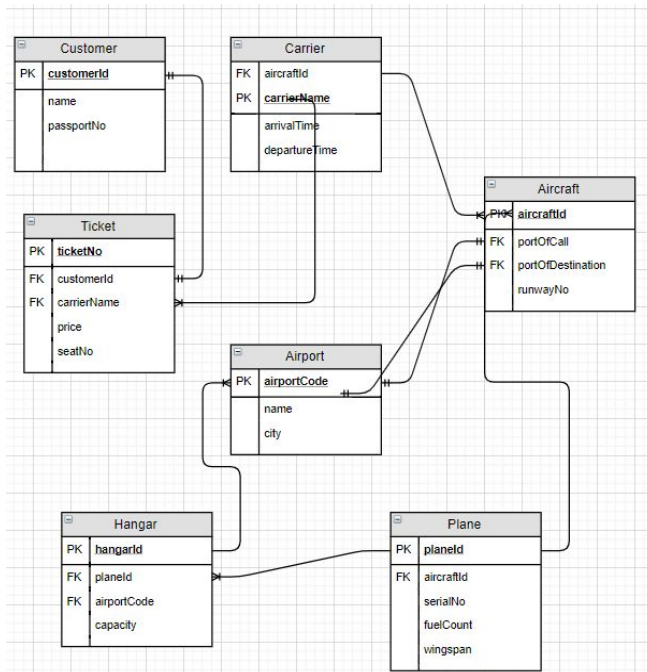 Customer
PK customerId
name
passportNo
Carrier
FK aircraftId
PK carrierName
arrivalTime
departureTime
Aircraft
PK aircraftId
FK portOfCall
FK portOfDestination
runwayNo
Ticket
PK ticketNo
FK customerId
FK carrierName
price
seatNo
Airport
PK airportCode
name
city
Hangar
PK hangarId
FK planeId
FK airportCode
capacity
Plane
PK planeId
FK aircraftId
serialNo
fuelCount
wingspan